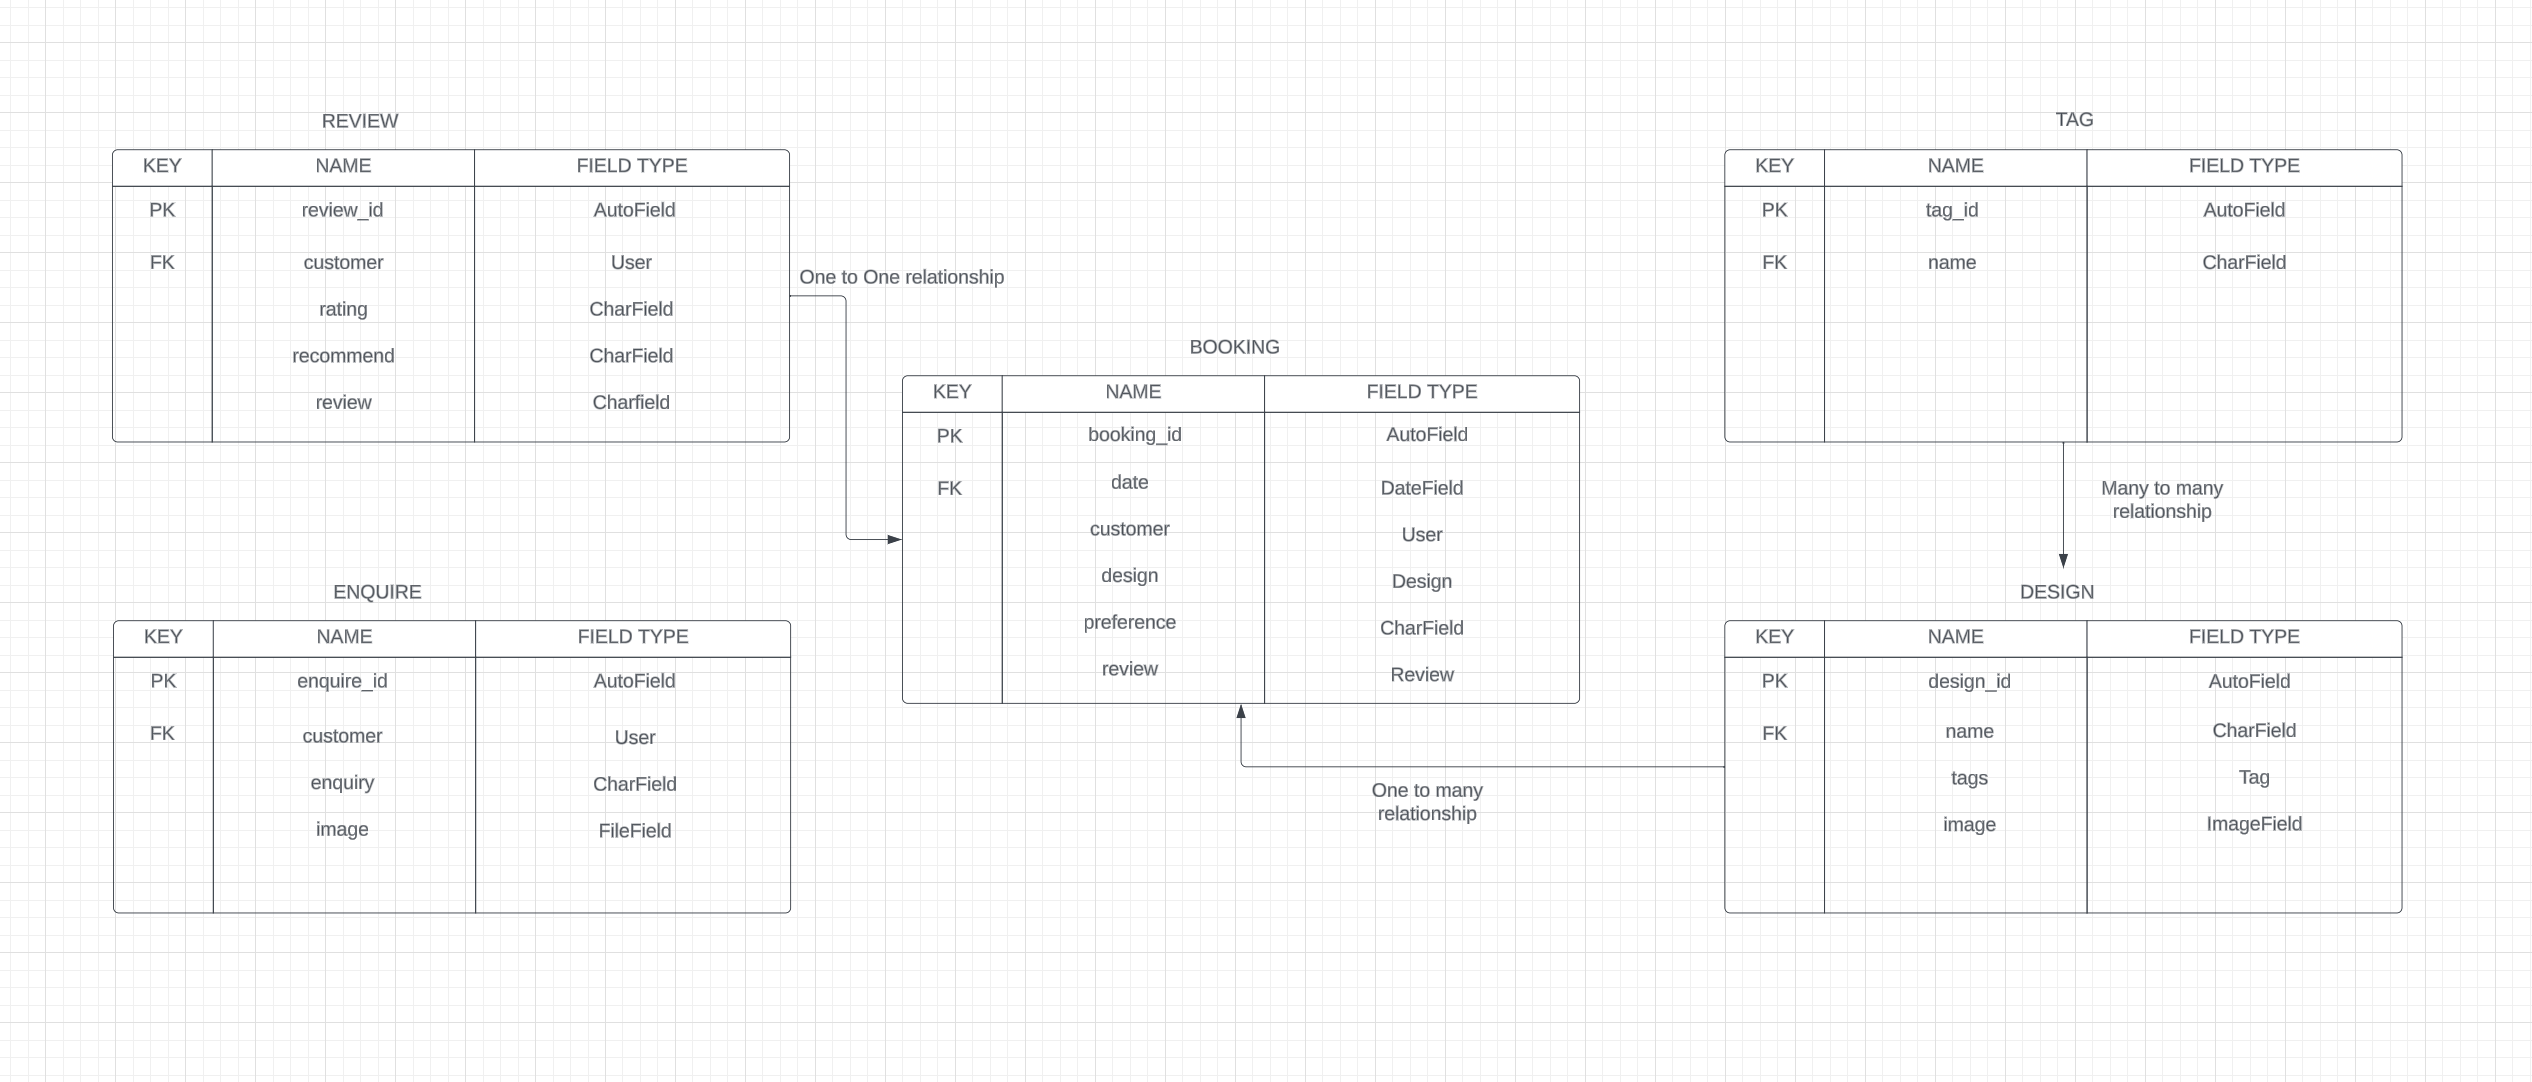 REVIEW
KEY NAME FIELD TYPE
PK review_id AutoField
FK customer User
rating CharField
recommend CharField
review Charfield
One to One relationship
ENQUIRE
KEY NAME FIELD TYPE
PK enquire_id AutoField
FK customer User
enquiry CharField
image FileField
BOOKING
KEY NAME FIELD TYPE
PK booking_id AutoField
FK date DateField
customer User
design Design
preference CharField
review Review
One to many
relationship
TAG
KEY NAME FIELD TYPE
PK tag_id AutoField
FK name CharField
Many to many
relationship
DESIGN
KEY NAME FIELD TYPE
PK design_id AutoField
FK name CharField
tags Tag
image ImageField